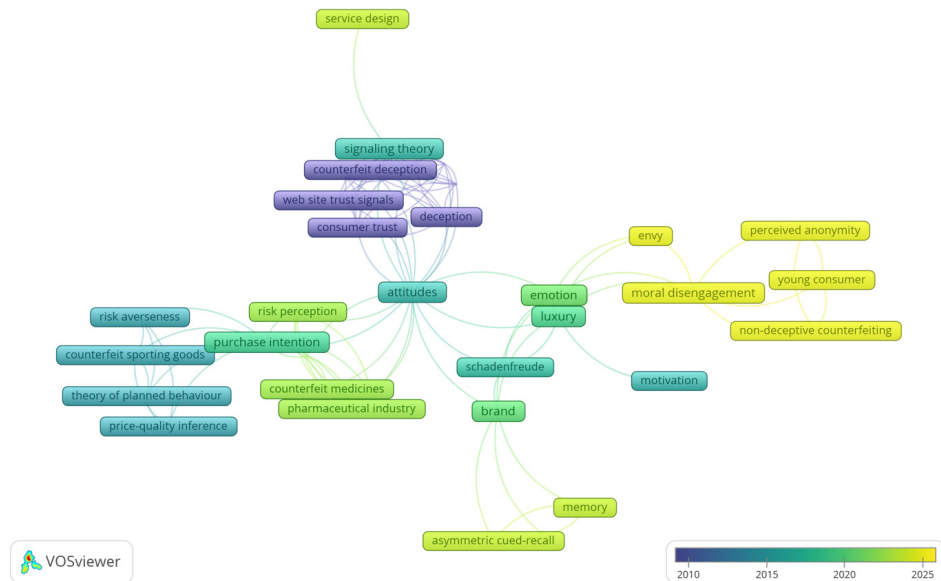 service design
signaling theory
counterfeit deception
web site trust signals
deception
consumer trust
envy
perceived anonymity
young consumer
moral disengagement
non-deceptive counterfeiting
attitudes
emotion
luxury
risk averseness
risk perception
purchase intention
counterfeit sporting goods
schadenfreude
motivation
theory of planned behaviour
counterfeit medicines
pharmaceutical industry
brand
price-quality inference
memory
asymmetric cued-recall
VOSviewer
2010 2015 2020 2025